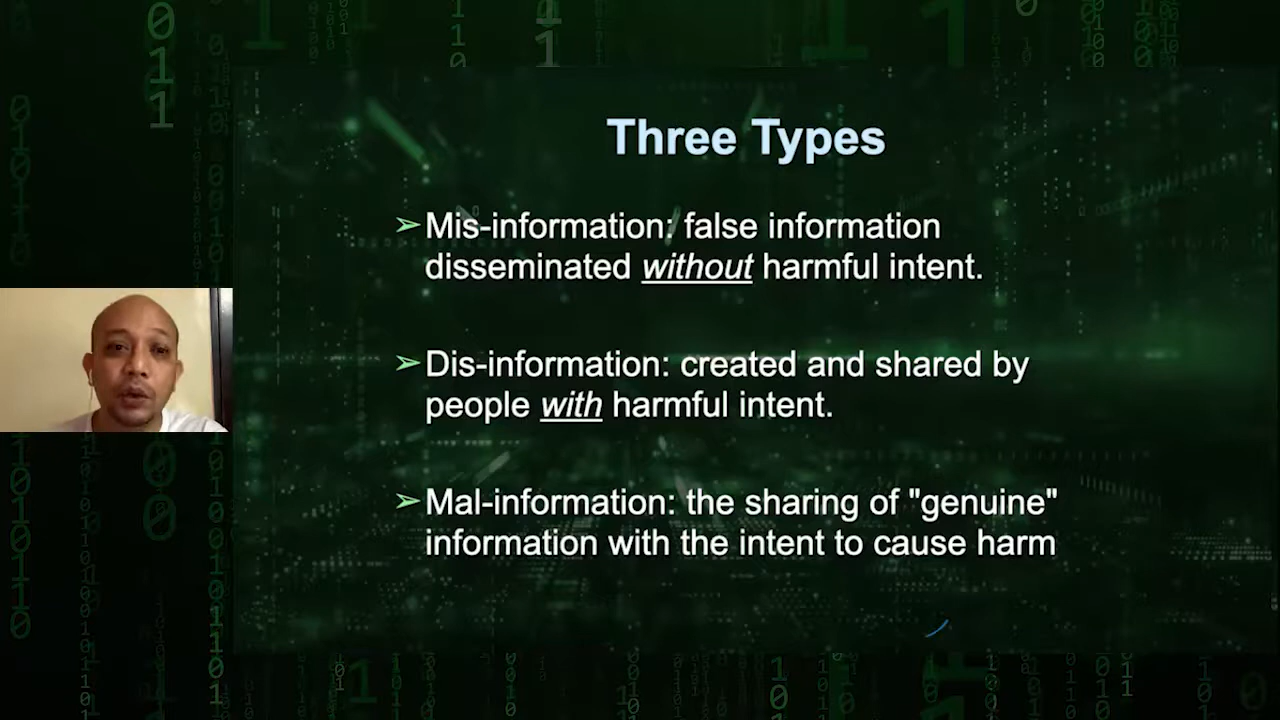 Three Types
➢Mis-information: false information
disseminated without harmful intent.
➢Dis-information: created and shared by
people with harmful intent.
➢Mal-information: the sharing of "genuine"
information with the intent to cause harm